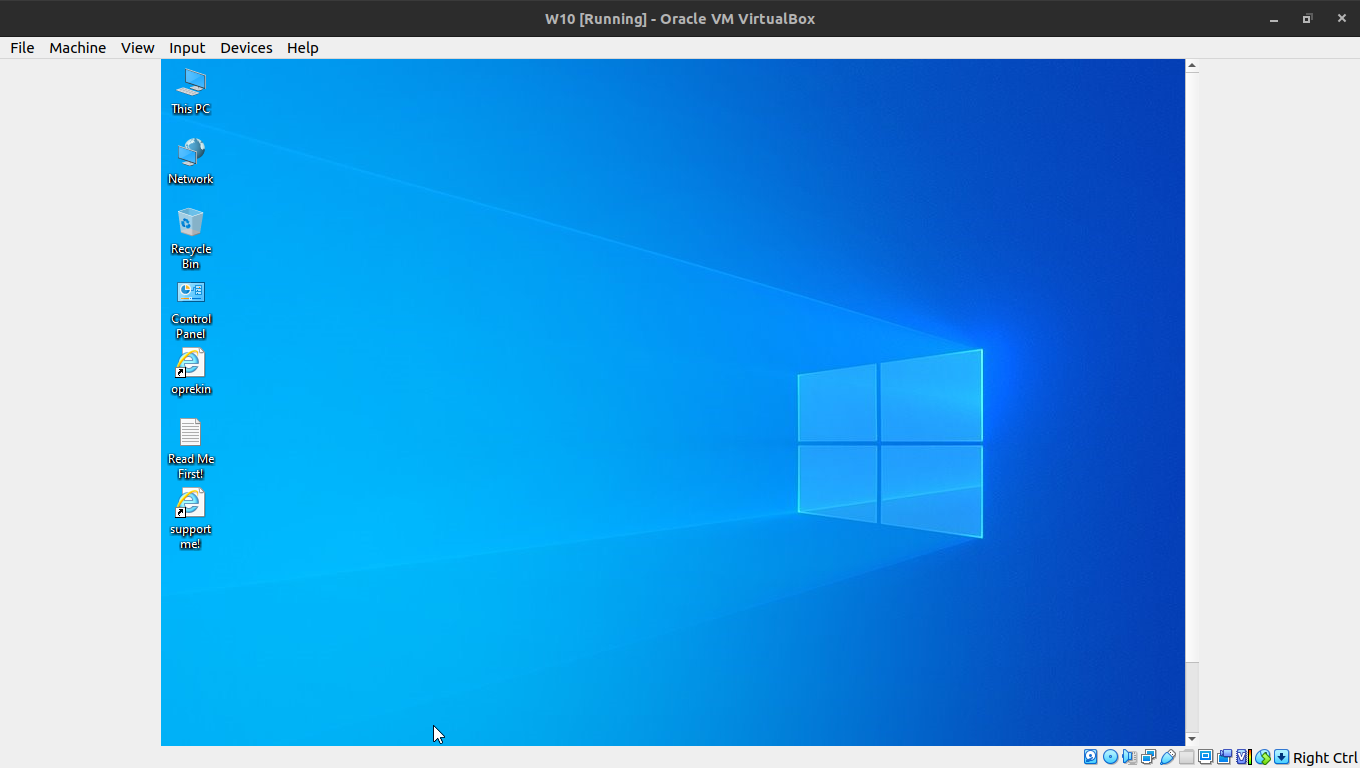 W10 [Running] - Oracle VM VirtualBox
File Machine View Input Devices Help
This PC
Network
Recycle
Bin
Control
Panel
oprekin
Read Me
First!
support
me!
Right Ctrl